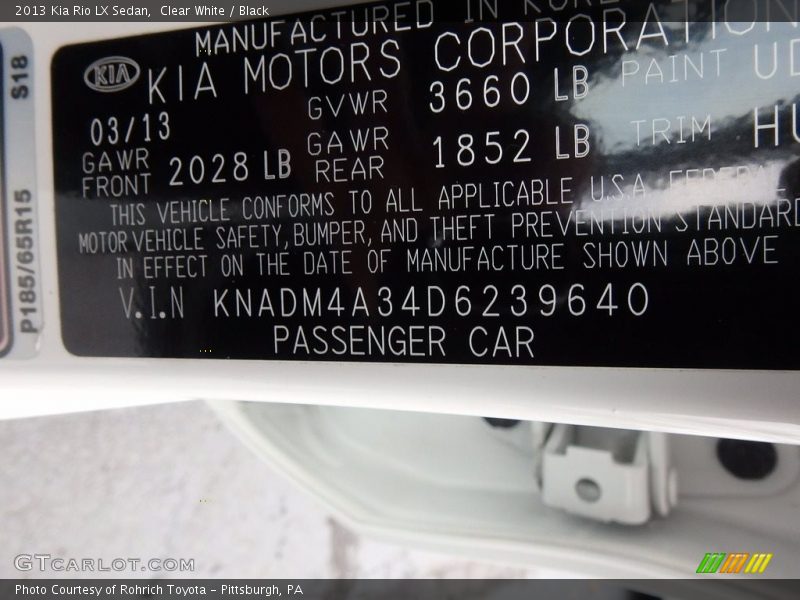 2013 Kia Rio LX Sedan,  Clear White / Black
MANUFACTURED IN
KIA KIA MOTORS CORPORATION
03/13 GVWR 3660 LB PAINT UD
GAWR FRONT 2028 LB GAWR REAR 1852 LB TRIM HU
THIS VEHICLE CONFORMS TO ALL APPLICABLE U.S.A. FEDERAL
MOTOR VEHICLE SAFETY, BUMPER, AND THEFT PREVENTION STANDARD
IN EFFECT ON THE DATE OF MANUFACTURE SHOWN ABOVE
V.I.N KNADM4A34D6239640
PASSENGER CAR
P185/65R15 S18
GTCARLOT.COM
Photo Courtesy of Rohrich Toyota - Pittsburgh, PA